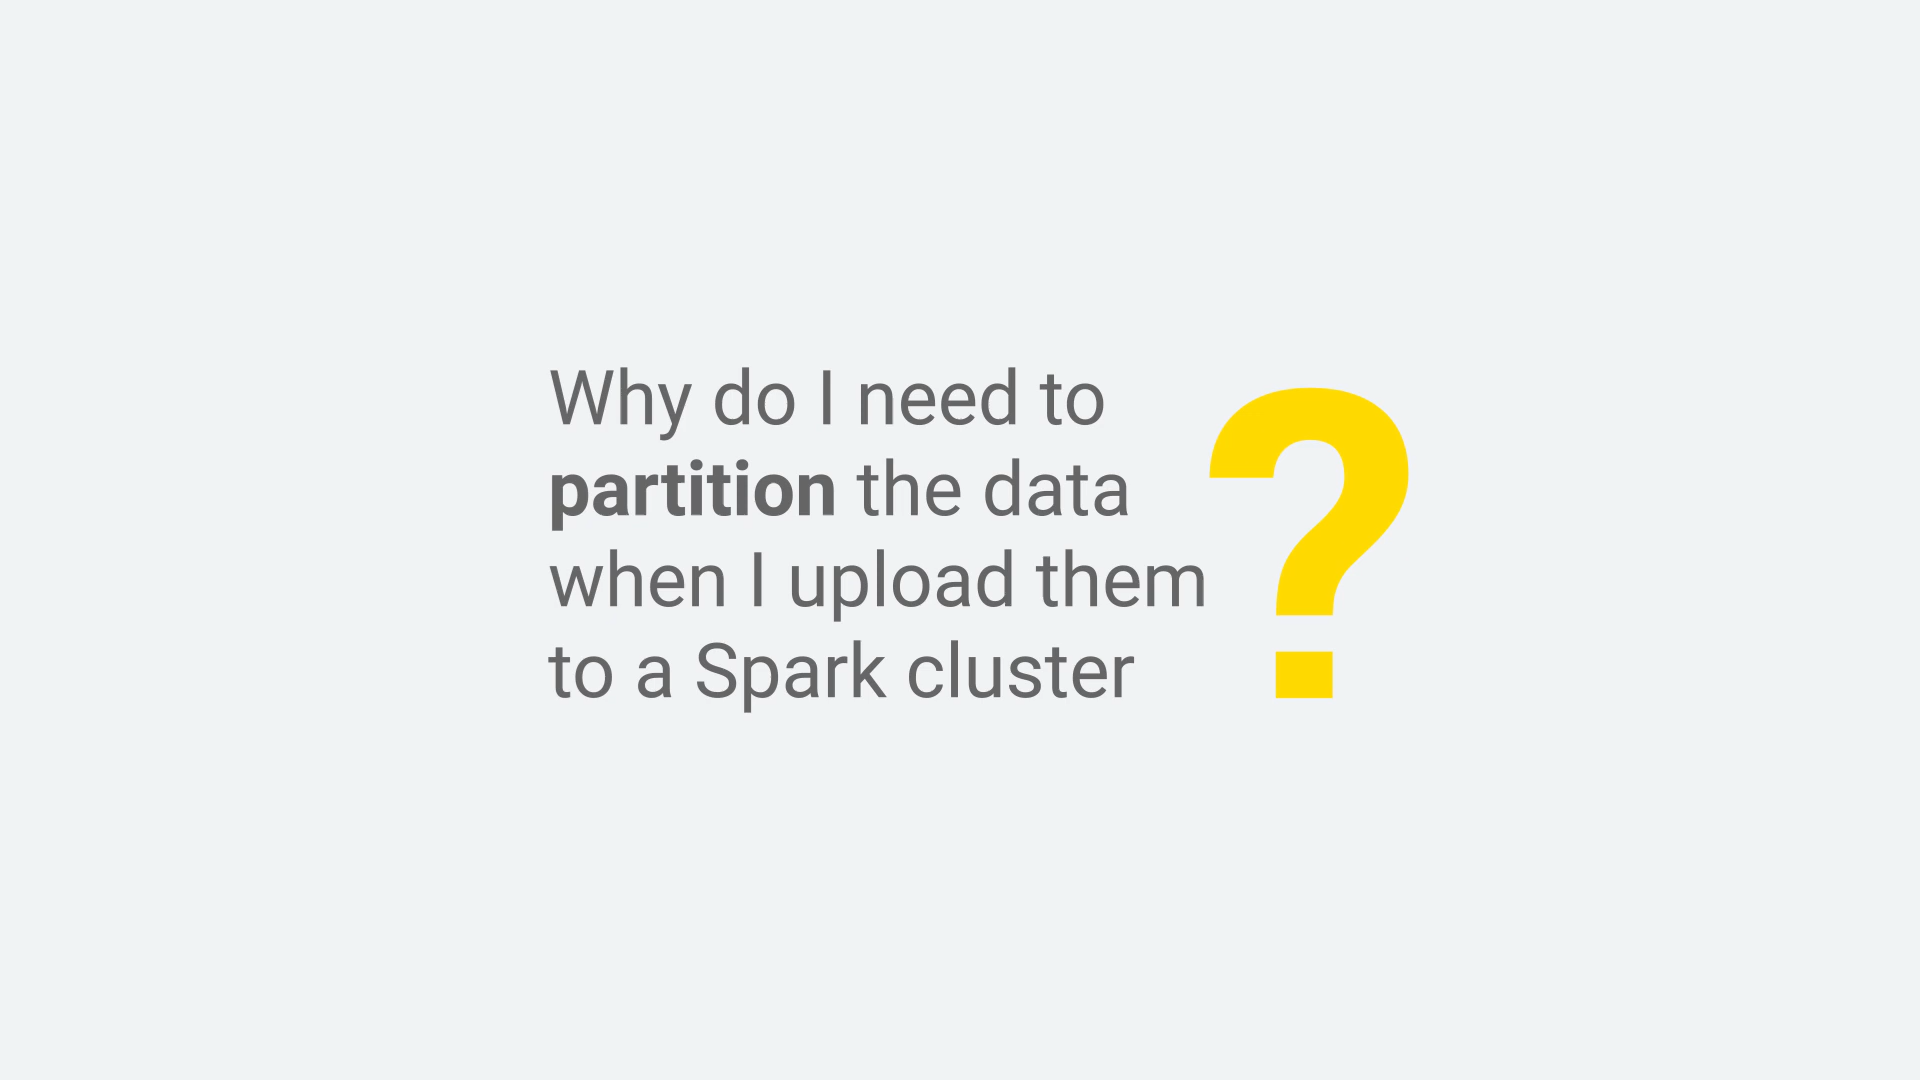 Why do I need to
partition the data
when I upload them
to a Spark cluster
?